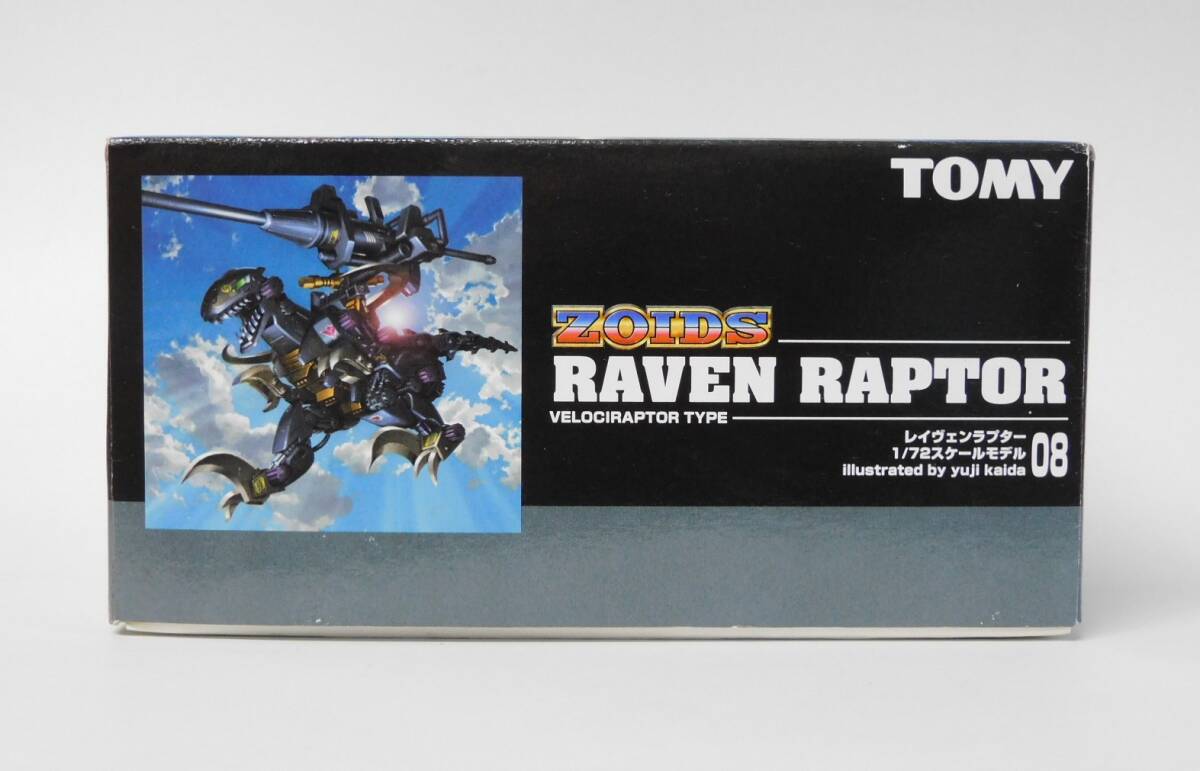 TOMY
ZOIDS
RAVEN RAPTOR
VELOCIRAPTOR TYPE
レイヴェンラプター
1/72スケールモデル
illustrated by yuji kaida 08